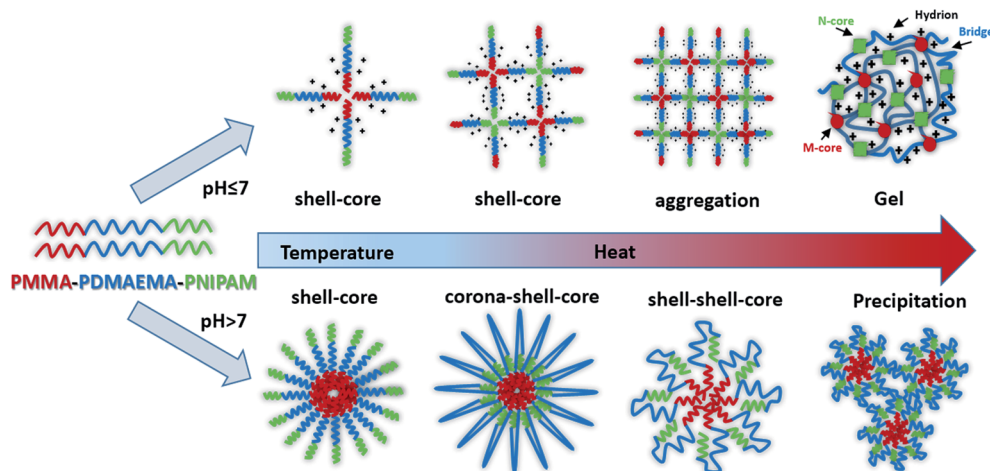 N-core
Hydrion
Bridge
M-core
pH≤7
shell-core
shell-core
aggregation
Gel
PMMA-PDMAEMA-PNIPAM
Temperature
Heat
pH>7
shell-core
corona-shell-core
shell-shell-core
Precipitation